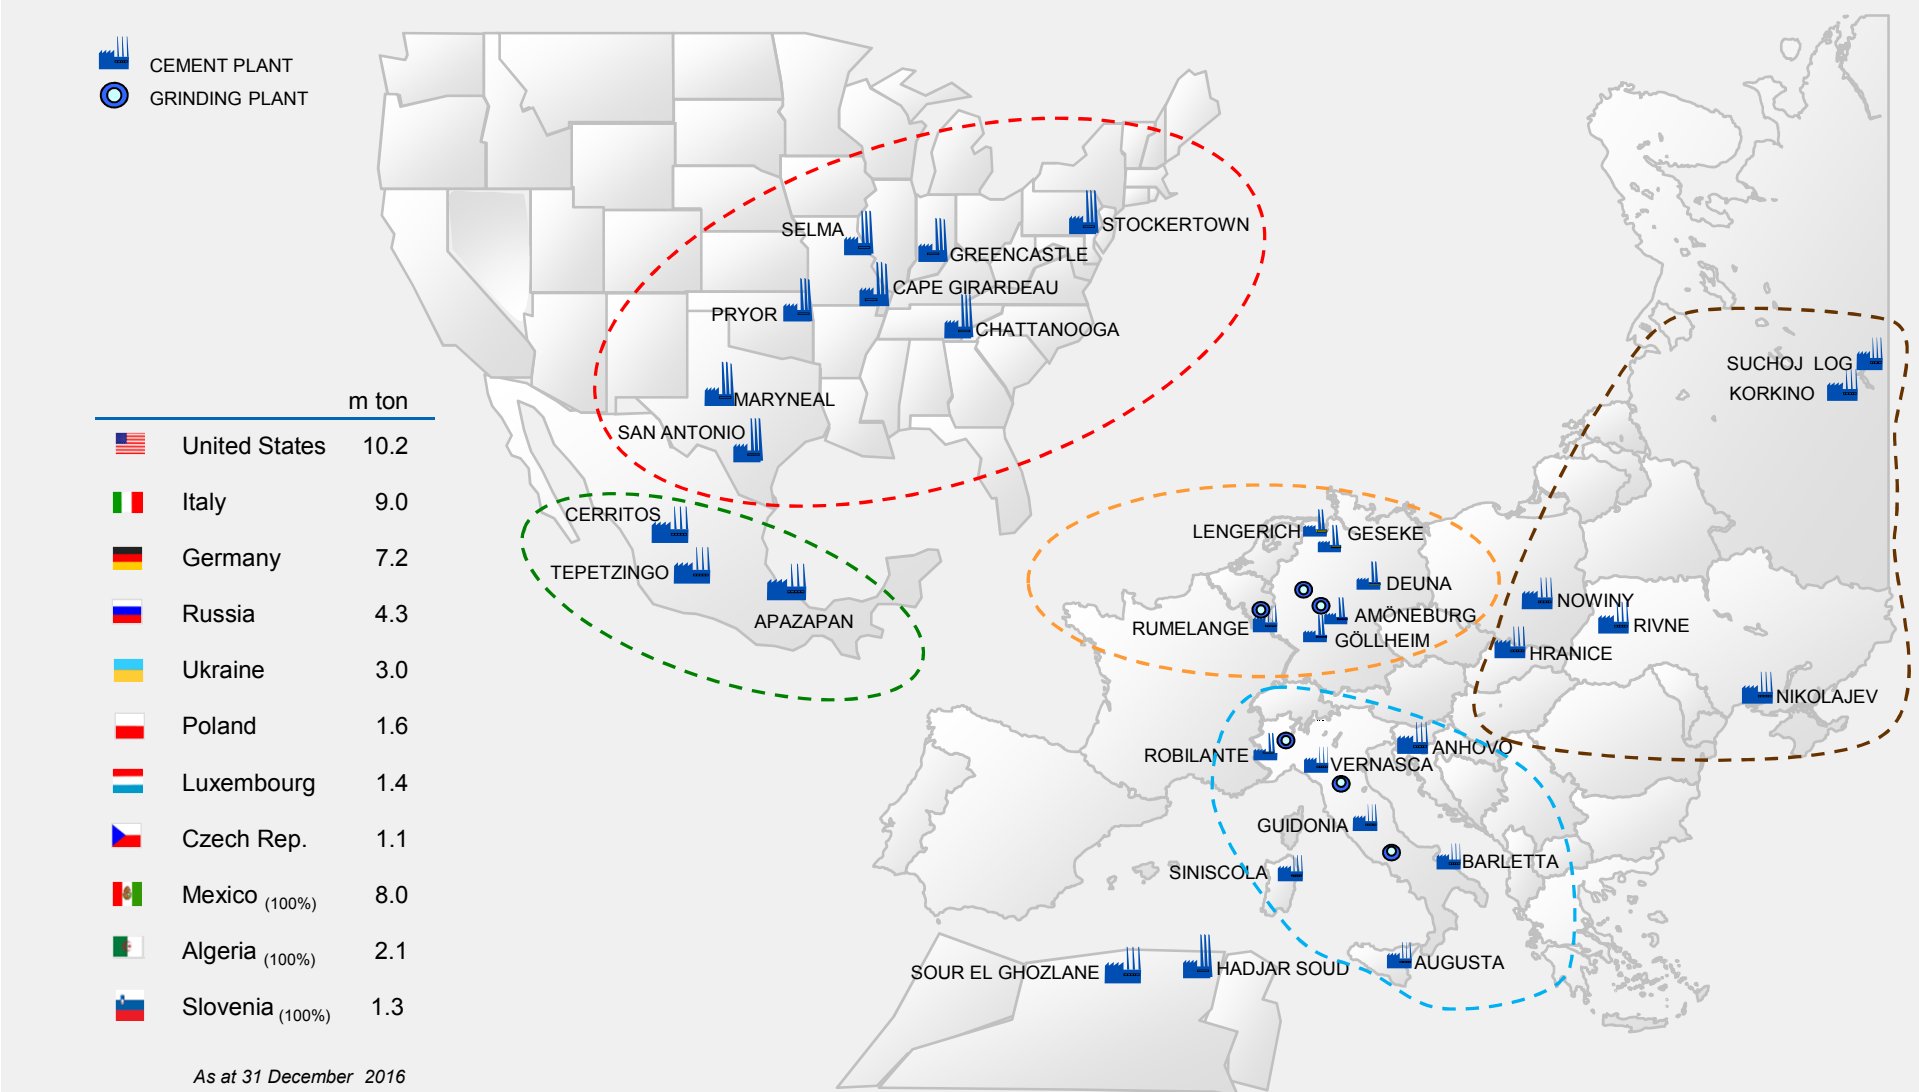 CEMENT PLANT
GRINDING PLANT
SELMA
STOCKERTOWN
GREENCASTLE
CAPE GIRARDEAU
PRYOR
CHATTANOOGA
MARYNEAL
SAN ANTONIO
CERRITOS
TEPETZINGO
APAZAPAN
SUCHOJ LOG
KORKINO
LENGERICH
GESEKE
DEUNA
AMÖNEBURG
RUMELANGE
GÖLLHEIM
NOWINY
RIVNE
HRANICE
NIKOLAJEV
ROBILANTE
ANHOVO
VERNASCA
GUIDONIA
BARLETTA
SINISCOLA
AUGUSTA
SOUR EL GHOZLANE
HADJAR SOUD
m ton
United States 10.2
Italy 9.0
Germany 7.2
Russia 4.3
Ukraine 3.0
Poland 1.6
Luxembourg 1.4
Czech Rep. 1.1
Mexico (100%) 8.0
Algeria (100%) 2.1
Slovenia (100%) 1.3
As at 31 December 2016